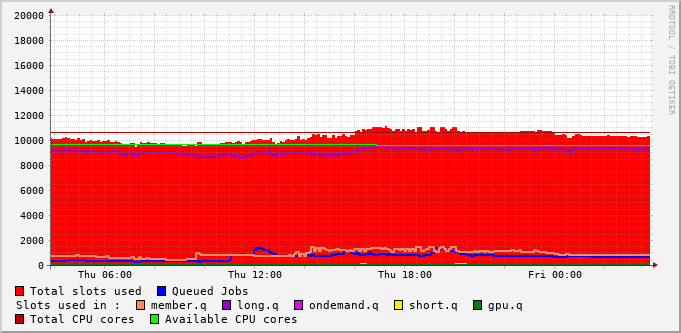 RRDTOOL / TOBI OETIKER
20000
18000
16000
14000
12000
10000
8000
6000
4000
2000
0
Thu 06:00 Thu 12:00 Thu 18:00 Fri 00:00
Total slots used Queued Jobs
Slots used in : member.q long.q ondemand.q short.q gpu.q
Total CPU cores Available CPU cores